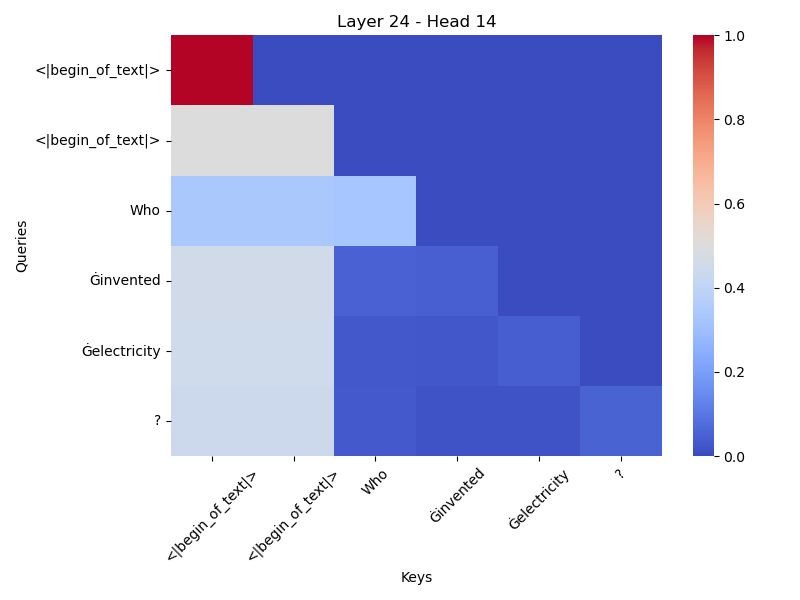 Layer 24 - Head 14
<|begin_of_text|>
<|begin_of_text|>
Who
Ġinvented
Ġelectricity
?
Queries
<|begin_of_text|>
<|begin_of_text|>
Who
Ġinvented
Ġelectricity
?
Keys
1.0
0.8
0.6
0.4
0.2
0.0